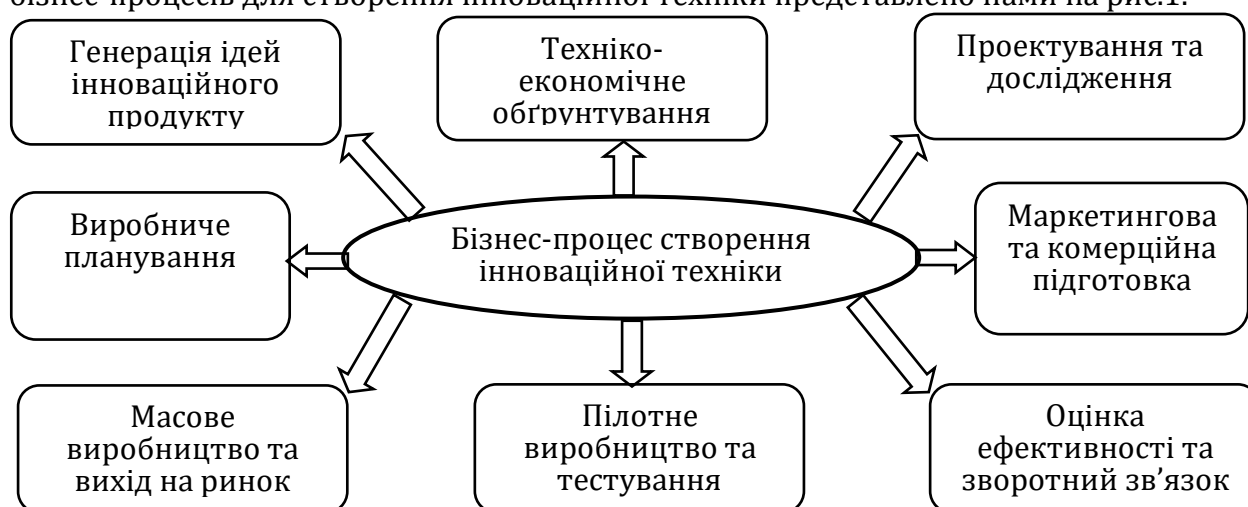 бізнес-процесів для створення інноваційної техніки представлено нами на рис.1.
Генерація ідей
інноваційного
продукту
Техніко-
економічне
обґрунтування
Проектування та
дослідження
Виробниче
планування
Бізнес-процес створення
інноваційної техніки
Маркетингова
та комерційна
підготовка
Масове
виробництво та
вихід на ринок
Пілотне
виробництво та
тестування
Оцінка
ефективності та
зворотний зв’язок